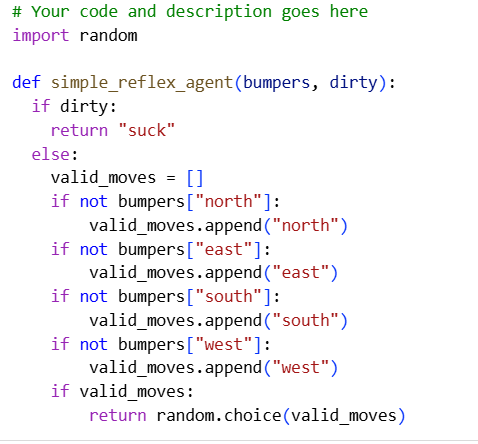 # Your code and description goes here
import random

def simple_reflex_agent(bumpers, dirty):
  if dirty:
    return "suck"
  else:
    valid_moves = []
    if not bumpers["north"]:
        valid_moves.append("north")
    if not bumpers["east"]:
        valid_moves.append("east")
    if not bumpers["south"]:
        valid_moves.append("south")
    if not bumpers["west"]:
        valid_moves.append("west")
    if valid_moves:
        return random.choice(valid_moves)